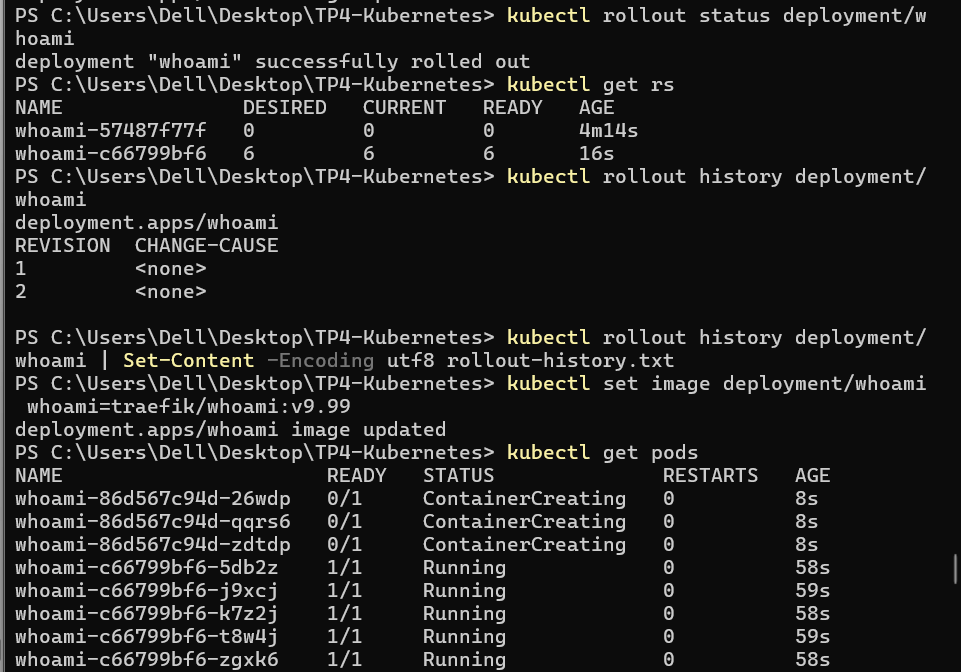 PS C:\Users\Dell\Desktop\TP4-Kubernetes> kubectl rollout status deployment/w
hoami
deployment "whoami" successfully rolled out
PS C:\Users\Dell\Desktop\TP4-Kubernetes> kubectl get rs
NAME DESIRED CURRENT READY AGE
whoami-57487f77f 0 0 0 4m14s
whoami-c66799bf6 6 6 6 16s
PS C:\Users\Dell\Desktop\TP4-Kubernetes> kubectl rollout history deployment/
whoami
deployment.apps/whoami
REVISION CHANGE-CAUSE
1 <none>
2 <none>
PS C:\Users\Dell\Desktop\TP4-Kubernetes> kubectl rollout history deployment/
whoami | Set-Content -Encoding utf8 rollout-history.txt
PS C:\Users\Dell\Desktop\TP4-Kubernetes> kubectl set image deployment/whoami
whoami=traefik/whoami:v9.99
deployment.apps/whoami image updated
PS C:\Users\Dell\Desktop\TP4-Kubernetes> kubectl get pods
NAME READY STATUS RESTARTS AGE
whoami-86d567c94d-26wdp 0/1 ContainerCreating 0 8s
whoami-86d567c94d-qqrs6 0/1 ContainerCreating 0 8s
whoami-86d567c94d-zdtdp 0/1 ContainerCreating 0 8s
whoami-c66799bf6-5db2z 1/1 Running 0 58s
whoami-c66799bf6-j9xcj 1/1 Running 0 59s
whoami-c66799bf6-k7z2j 1/1 Running 0 58s
whoami-c66799bf6-t8w4j 1/1 Running 0 59s
whoami-c66799bf6-zgxk6 1/1 Running 0 58s